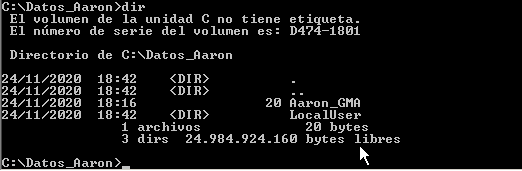 C:\Datos_Aaron>dir
El volumen de la unidad C no tiene etiqueta.
El número de serie del volumen es: D474-1801
Directorio de C:\Datos_Aaron
24/11/2020  18:42    <DIR>          .
24/11/2020  18:42    <DIR>          ..
24/11/2020  18:16                20 Aaron_GMA
24/11/2020  18:42    <DIR>          LocalUser
1 archivos             20 bytes
3 dirs  24.984.924.160 bytes libres
C:\Datos_Aaron>_